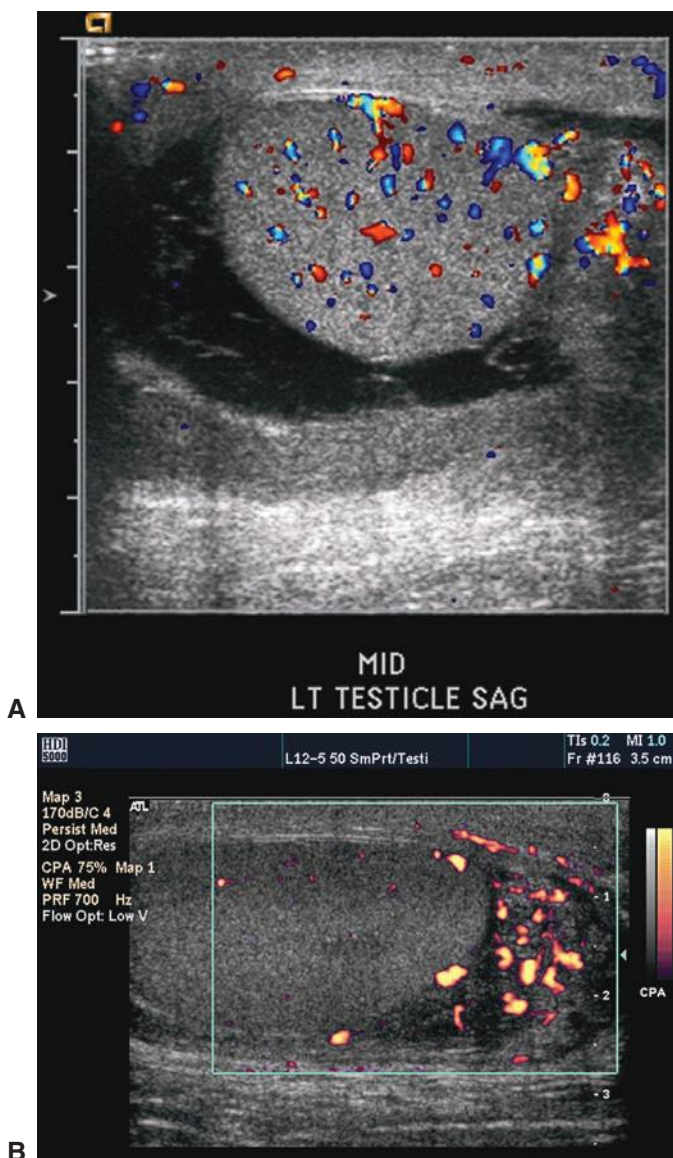 MID
LT TESTICLE SAG
A
HDI
5000
L12-5 50 SmPrt/Testi
TIs 0.2 MI 1.0
Fr #116 3.5 cm
Map 3
170dB/C 4
Persist Med
2D Opt:Res
CPA 75% Map 1
WF Med
PRF 700 Hz
Flow Opt: Low V
ATL
0
1
2
3
CPA
B